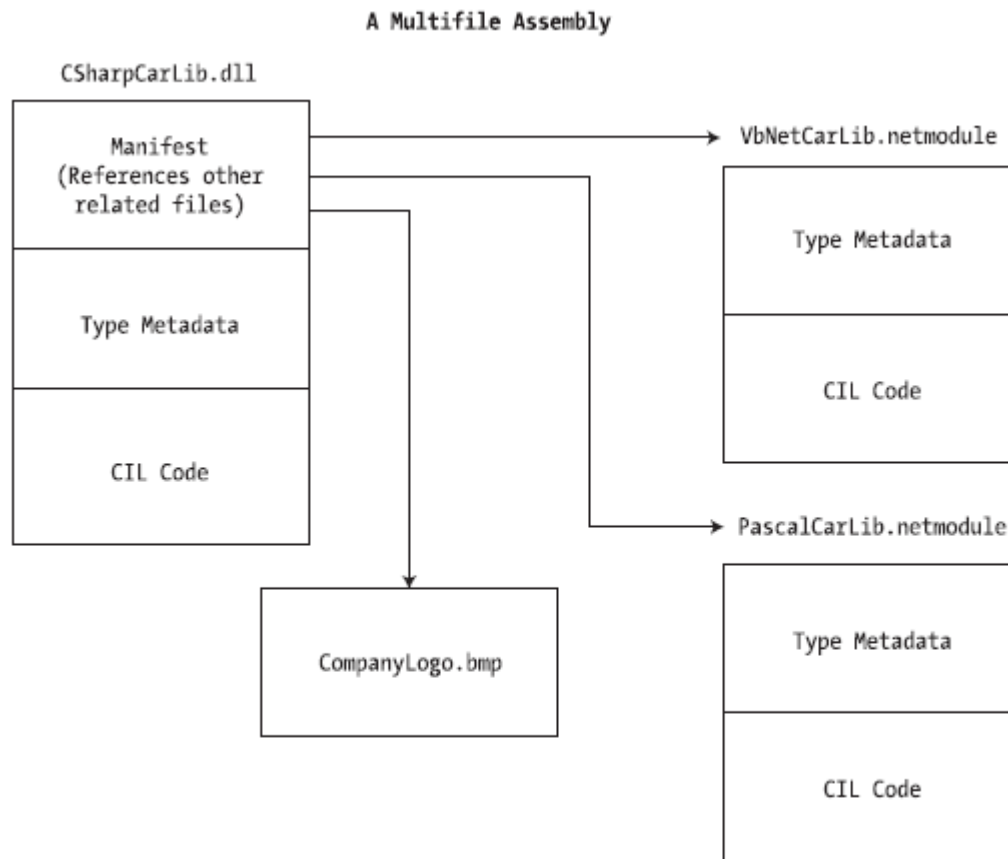 A Multifile Assembly
CSharpCarLib.dll
Manifest
(References other
related files)
Type Metadata
CIL Code
CompanyLogo.bmp
VbNetCarLib.netmodule
Type Metadata
CIL Code
PascalCarLib.netmodule
Type Metadata
CIL Code